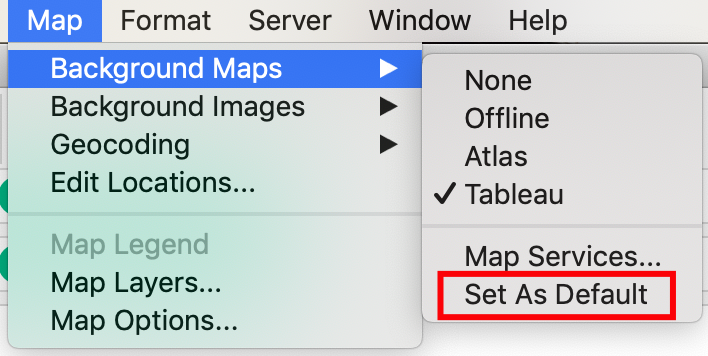 Map Format Server Window Help
Background Maps
Background Images
Geocoding
Edit Locations...
Map Legend
Map Layers...
Map Options...
None
Offline
Atlas
Tableau
Map Services...
Set As Default